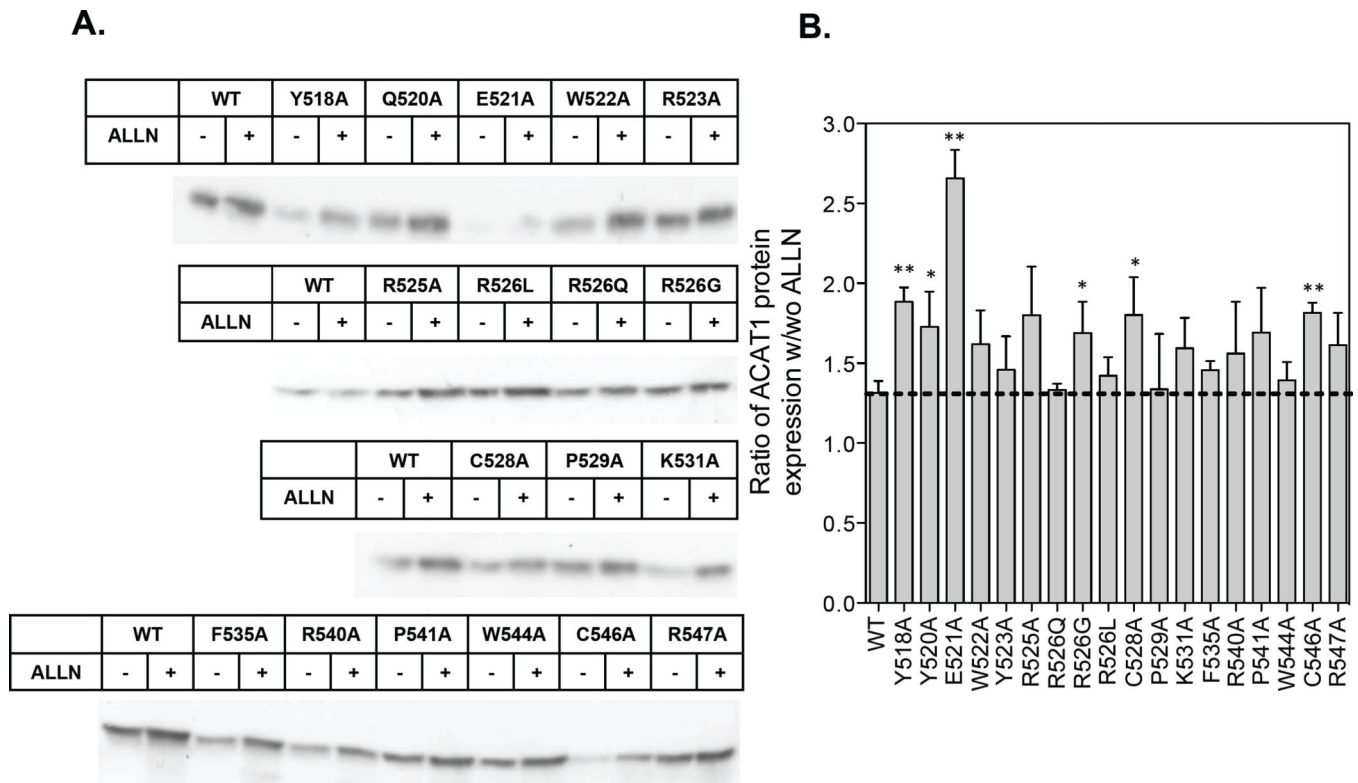 A.
WT Y518A Q520A E521A W522A R523A
ALLN - + - + - + - + - + - +
WT R525A R526L R526Q R526G
ALLN - + - + - + - + - +
WT C528A P529A K531A
ALLN - + - + - + - +
WT F535A R540A P541A W544A C546A R547A
ALLN - + - + - + - + - + - + - +
B.
Ratio of ACAT1 protein
expression w/wo ALLN
3.0
2.5
2.0
1.5
1.0
0.5
0.0
** * ** * * **
WT Y518A Y520A E521A W522A Y523A R525A R526Q R526G R526L C528A P529A K531A F535A R540A P541A W544A C546A R547A